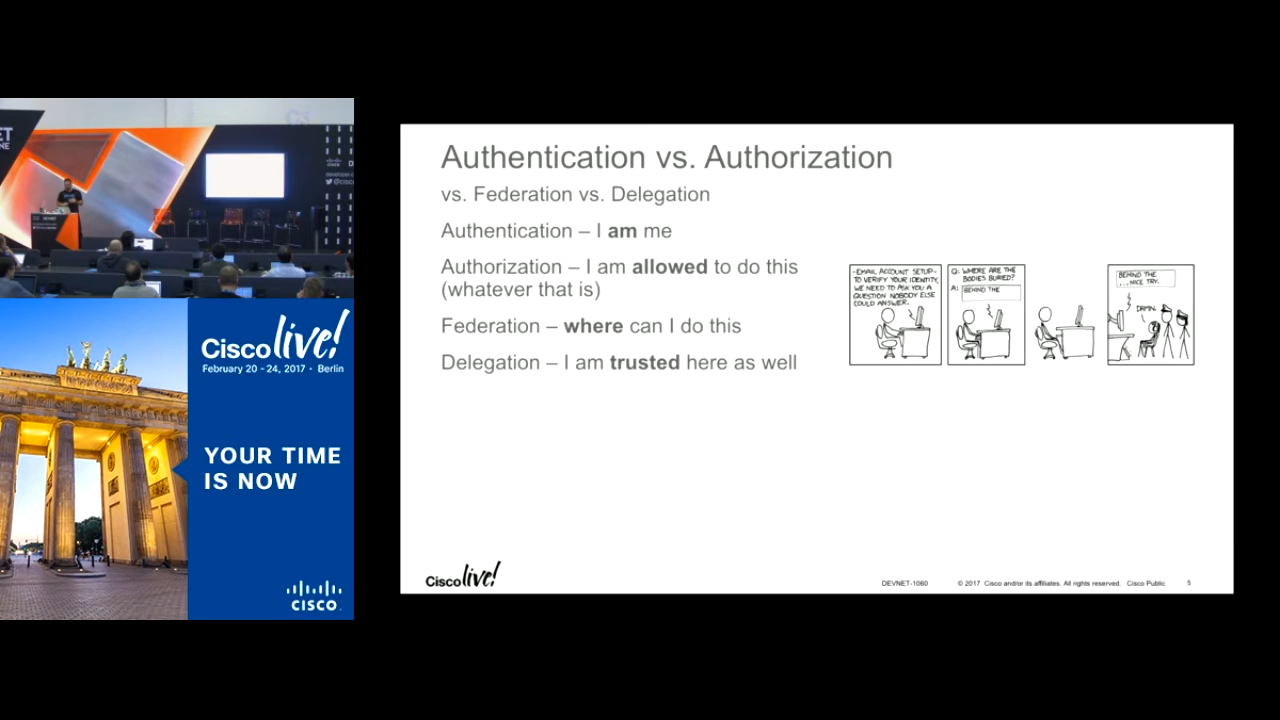 Authentication vs. Authorization
vs. Federation vs. Delegation
Authentication – I am me
Authorization – I am allowed to do this
(whatever that is)
Federation – where can I do this
Delegation – I am trusted here as well
-EMAIL ACCOUNT SETUP-
TO VERIFY YOUR IDENTITY,
WE NEED TO ASK YOU A
QUESTION NOBODY ELSE
COULD ANSWER.
Q: WHERE ARE THE
BODIES BURIED?
A: BEHIND THE
BEHIND THE
...NICE TRY.
DAMN.
Cisco live!
DEVNET-1060 © 2017 Cisco and/or its affiliates. All rights reserved. Cisco Public 5
Cisco live!
February 20 - 24, 2017 • Berlin
YOUR TIME
IS NOW
CISCO